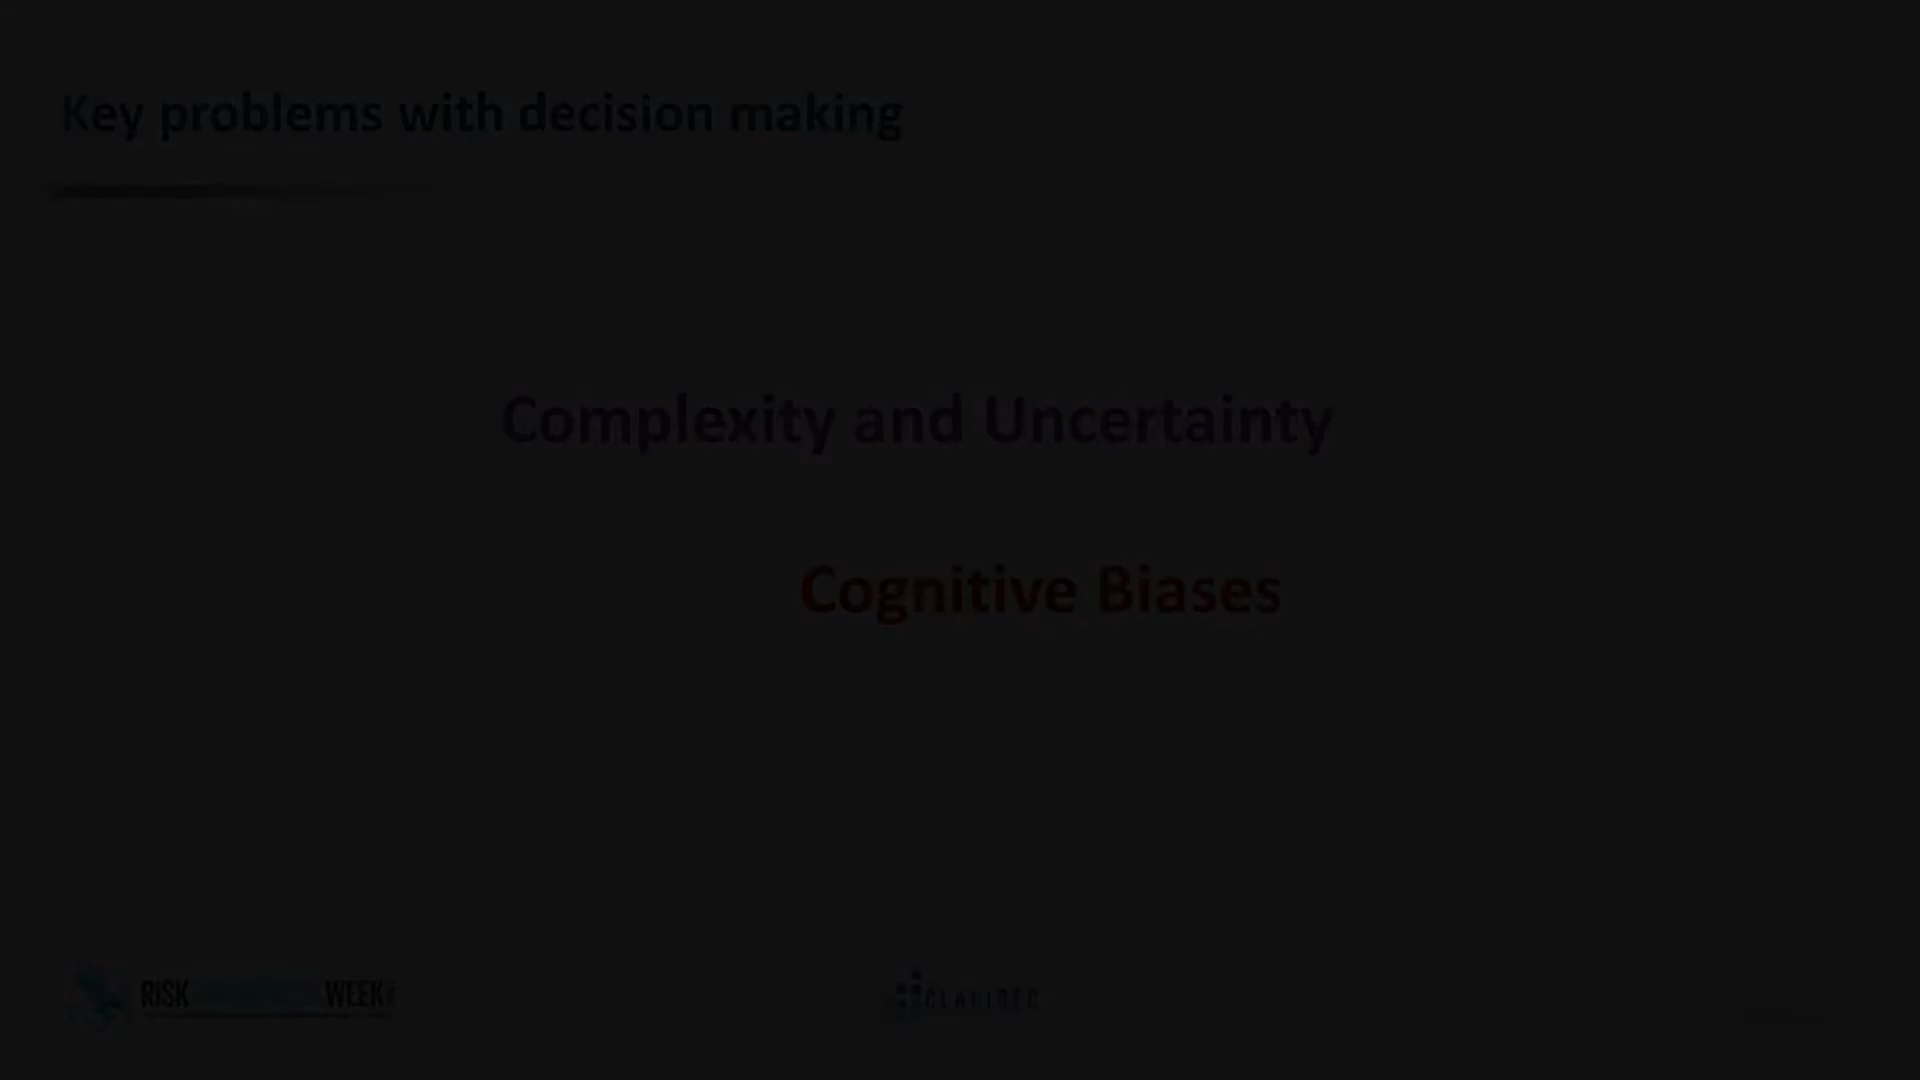 Key problems with decision making
Complexity and Uncertainty
Cognitive Biases
RISK WEEK